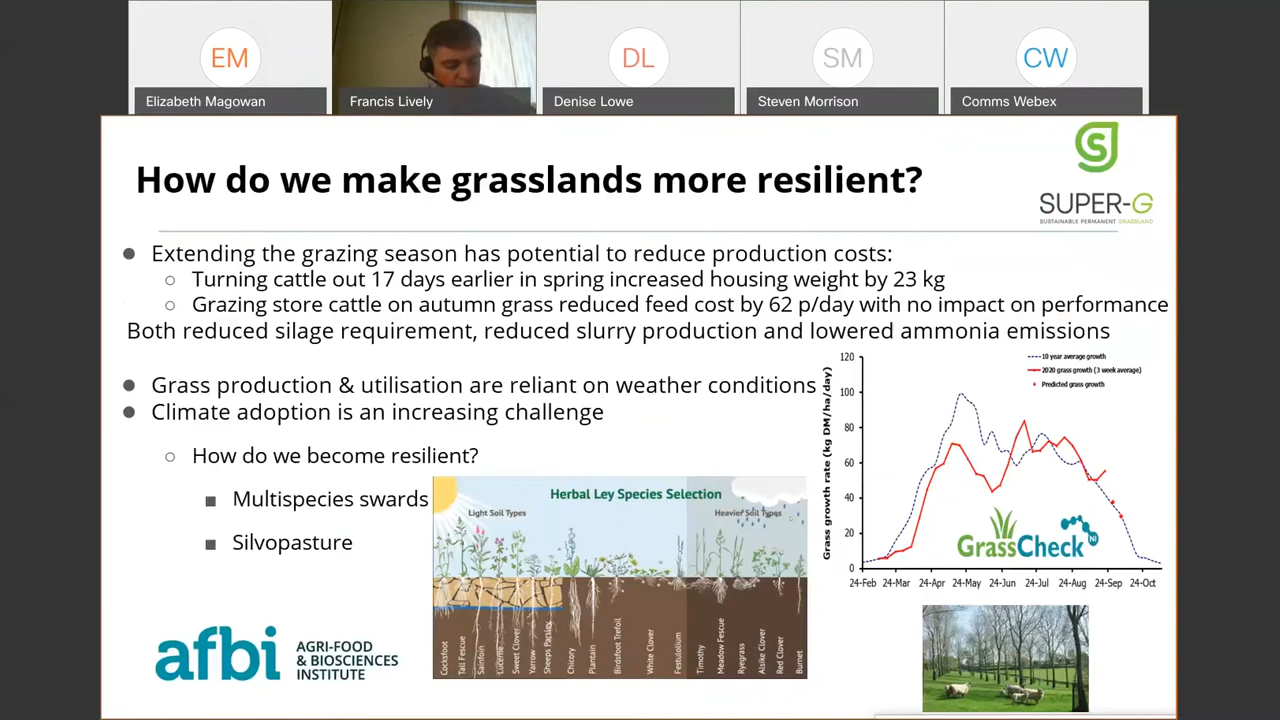 EM
DL
SM
CW
Elizabeth Magowan
Francis Lively
Denise Lowe
Steven Morrison
Comms Webex
S
SUPER-G
SUSTAINABLE PERMANENT GRASSLAND
How do we make grasslands more resilient?
Extending the grazing season has potential to reduce production costs:
Turning cattle out 17 days earlier in spring increased housing weight by 23 kg
Grazing store cattle on autumn grass reduced feed cost by 62 p/day with no impact on performance
Both reduced silage requirement, reduced slurry production and lowered ammonia emissions
Grass production & utilisation are reliant on weather conditions
Climate adoption is an increasing challenge
How do we become resilient?
Multispecies swards
Silvopasture
Herbal Ley Species Selection
Light Soil Types
Heavier Soil Types
Cocksfoot
Tall Fescue
Sainfoin
Lucerne
Sweet Clover
Yarrow
Sheeps Parsley
Chicory
Plantain
Birdsfoot Trefoil
White Clover
Festulolium
Timothy
Meadow Fescue
Ryegrass
Alsike Clover
Red Clover
Burnet
Grass growth rate (kg DM/ha/day)
120
100
80
60
40
20
0
10 year average growth
2020 grass growth (3 week average)
Predicted grass growth
GrassCheck NI
24-Feb 24-Mar 24-Apr 24-May 24-Jun 24-Jul 24-Aug 24-Sep 24-Oct
afbi
AGRI-FOOD
& BIOSCIENCES
INSTITUTE